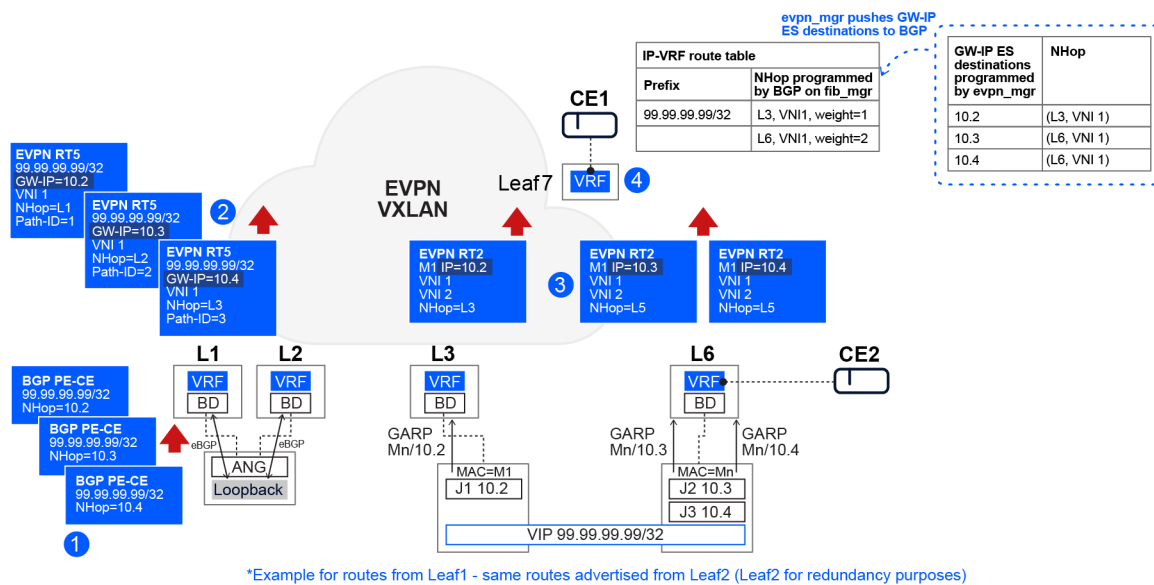 evpn_mgr pushes GW-IP
ES destinations to BGP
IP-VRF route table
Prefix
NHop programmed
by BGP on fib_mgr
99.99.99.99/32
L3, VNI1, weight=1
L6, VNI1, weight=2
GW-IP ES
destinations
programmed
by evpn_mgr
NHop
10.2
(L3, VNI 1)
10.3
(L6, VNI 1)
10.4
(L6, VNI 1)
CE1
Leaf7
VRF
4
EVPN
VXLAN
EVPN RT5
99.99.99.99/32
GW-IP=10.2
VNI 1
NHop=L1
Path-ID=1
EVPN RT5
99.99.99.99/32
GW-IP=10.3
VNI 1
NHop=L2
Path-ID=2
2
EVPN RT5
99.99.99.99/32
GW-IP=10.4
VNI 1
NHop=L3
Path-ID=3
EVPN RT2
M1 IP=10.2
VNI 1
VNI 2
NHop=L3
3
EVPN RT2
M1 IP=10.3
VNI 1
VNI 2
NHop=L5
EVPN RT2
M1 IP=10.4
VNI 1
VNI 2
NHop=L5
BGP PE-CE
99.99.99.99/32
NHop=10.2
BGP PE-CE
99.99.99.99/32
NHop=10.3
BGP PE-CE
99.99.99.99/32
NHop=10.4
1
L1
VRF
BD
L2
VRF
BD
eBGP
eBGP
ANG
Loopback
L3
VRF
BD
GARP
Mn/10.2
MAC=M1
J1 10.2
L6
VRF
BD
CE2
GARP
Mn/10.3
GARP
Mn/10.4
MAC=Mn
J2 10.3
J3 10.4
VIP 99.99.99.99/32
*Example for routes from Leaf1 - same routes advertised from Leaf2 (Leaf2 for redundancy purposes)